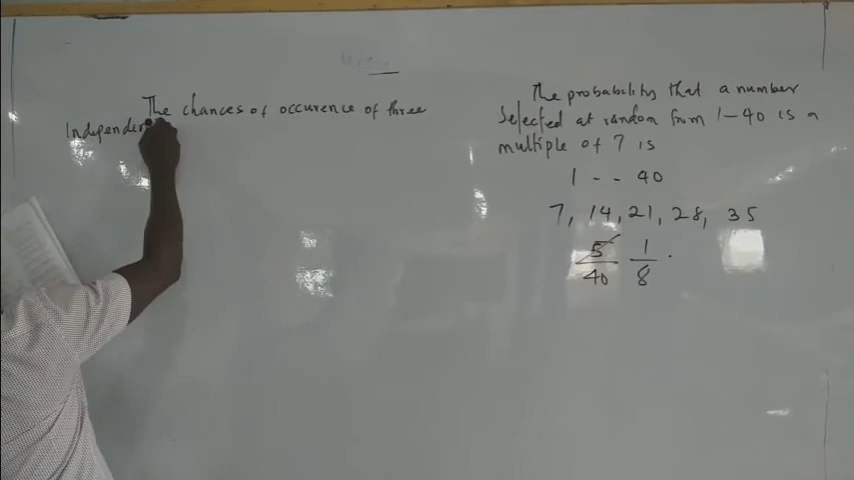 The chances of occurence of three
Independen
The probability that a number
Selected at random from 1-40 is a
multiple of 7 is
1 - - 40
7, 14, 21, 28, 35
5 1
40 8